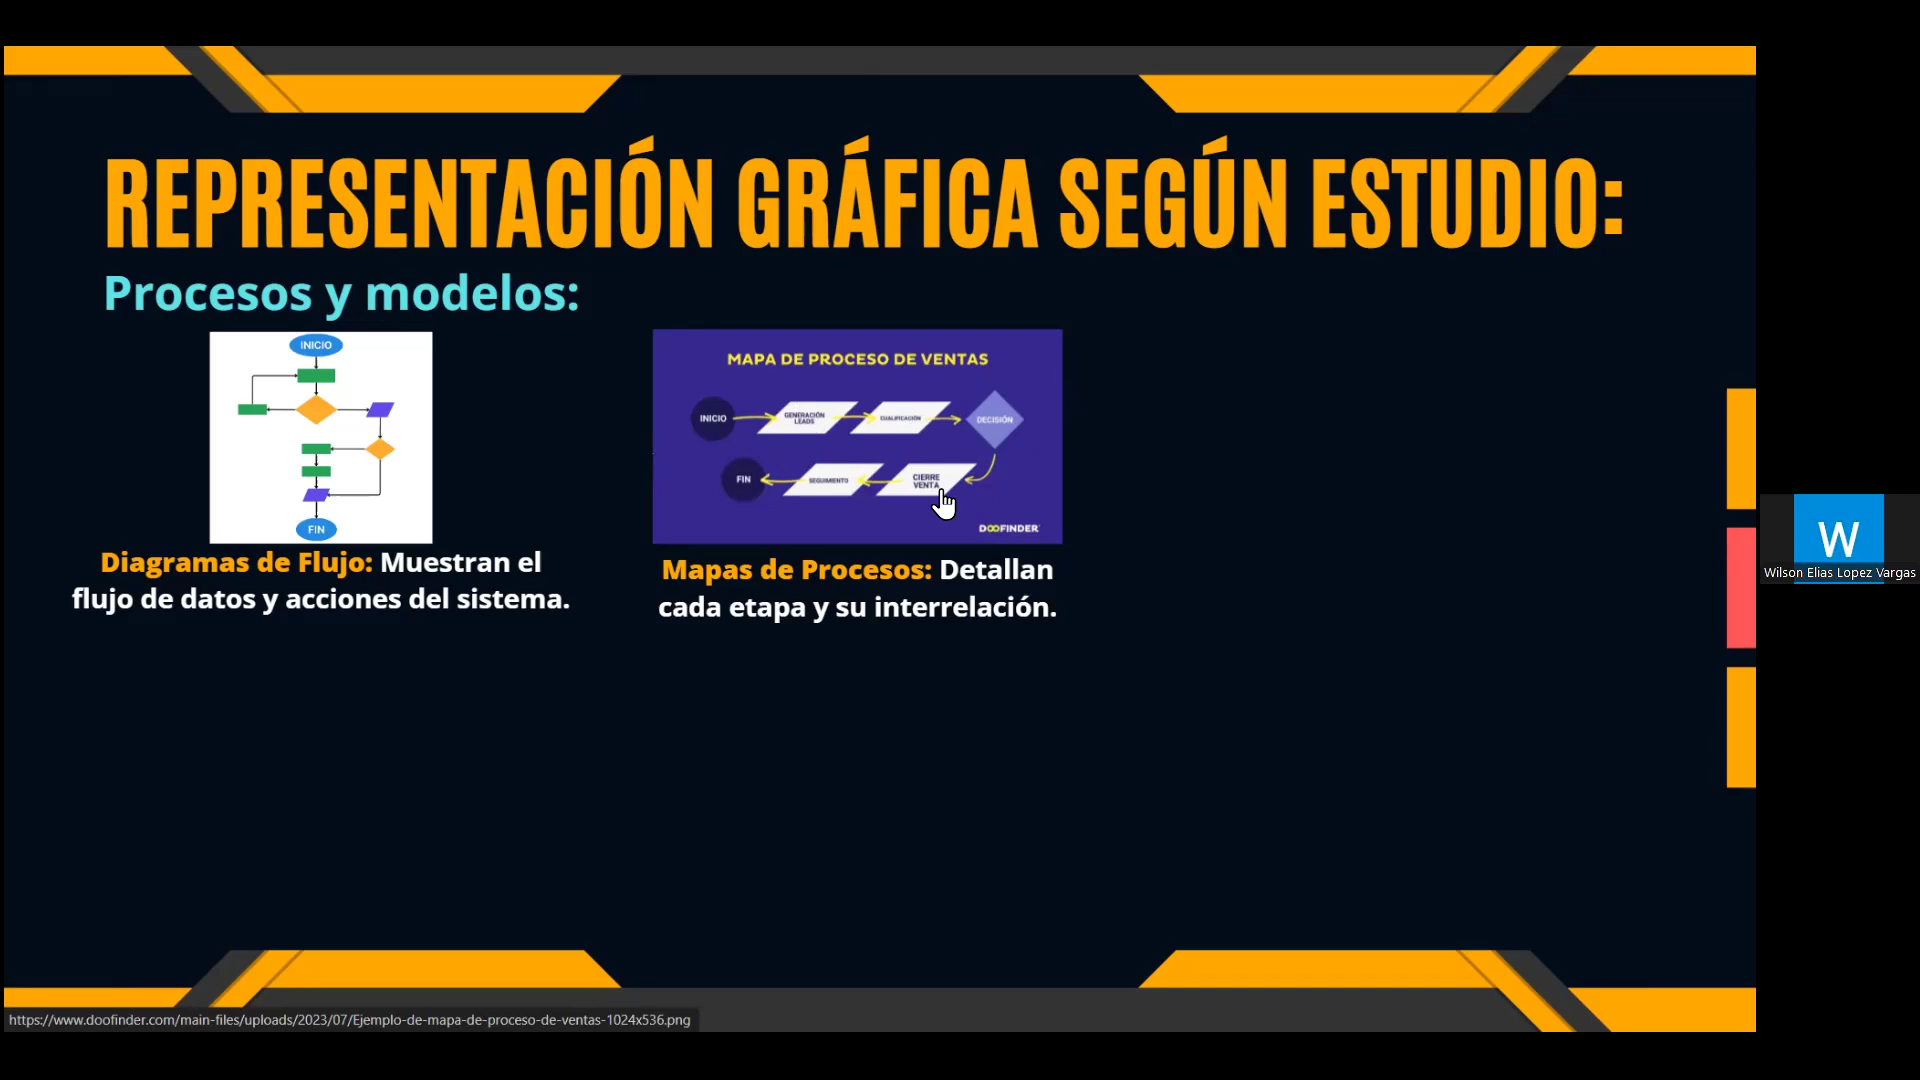 REPRESENTACIÓN GRÁFICA SEGÚN ESTUDIO:
Procesos y modelos:
INICIO
FIN
Diagramas de Flujo: Muestran el
flujo de datos y acciones del sistema.
MAPA DE PROCESO DE VENTAS
INICIO
GENERACIÓN
LEADS
CUALIFICACIÓN
DECISIÓN
FIN
SEGUIMIENTO
CIERRE
VENTA
DOOFINDER
Mapas de Procesos: Detallan
cada etapa y su interrelación.
W
Wilson Elias Lopez Vargas
https://www.doofinder.com/main-files/uploads/2023/07/Ejemplo-de-mapa-de-proceso-de-ventas-1024x536.png